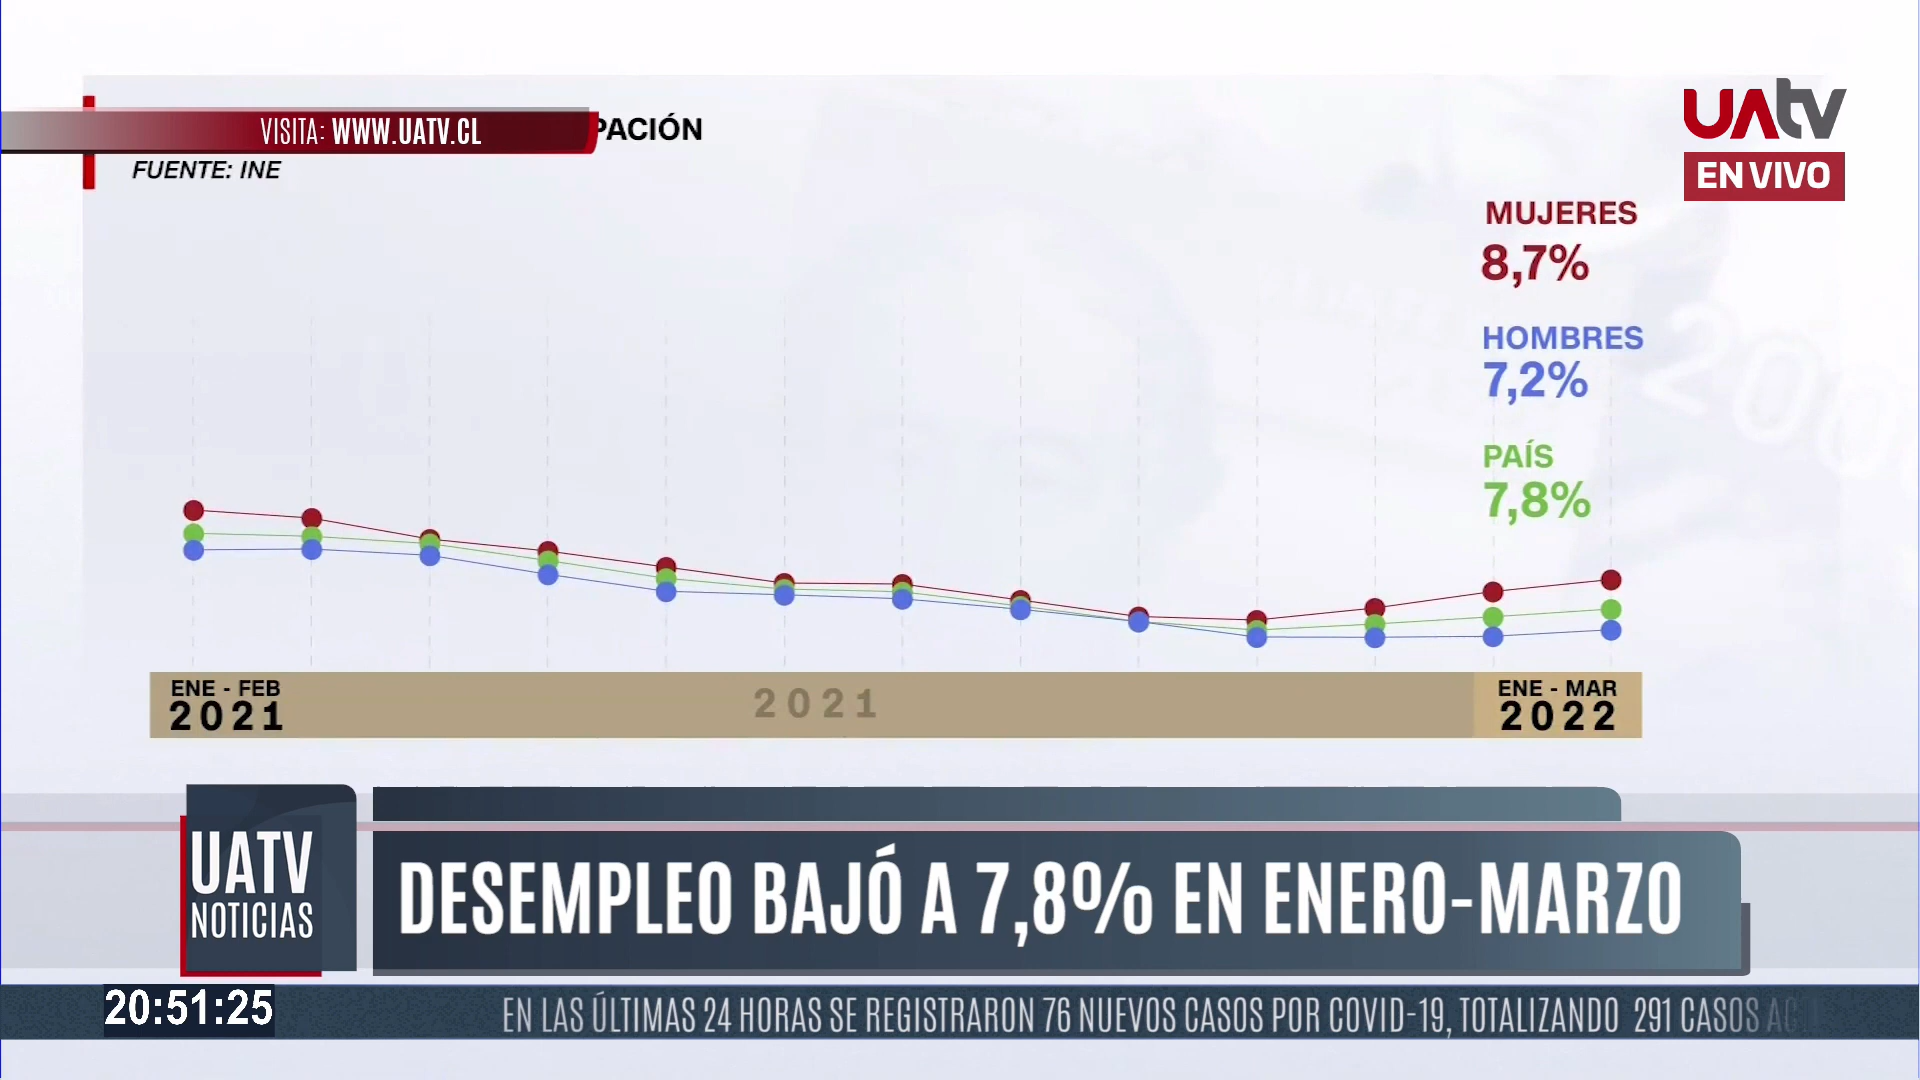 VISITA: WWW.UATV.CL
PACIÓN
FUENTE: INE
UAtv
EN VIVO
MUJERES
8,7%
HOMBRES
7,2%
PAÍS
7,8%
ENE - FEB
2021
2021
ENE - MAR
2022
UATV
NOTICIAS
DESEMPLEO BAJÓ A 7,8% EN ENERO-MARZO
20:51:25
EN LAS ÚLTIMAS 24 HORAS SE REGISTRARON 76 NUEVOS CASOS POR COVID-19, TOTALIZANDO 291 CASOS